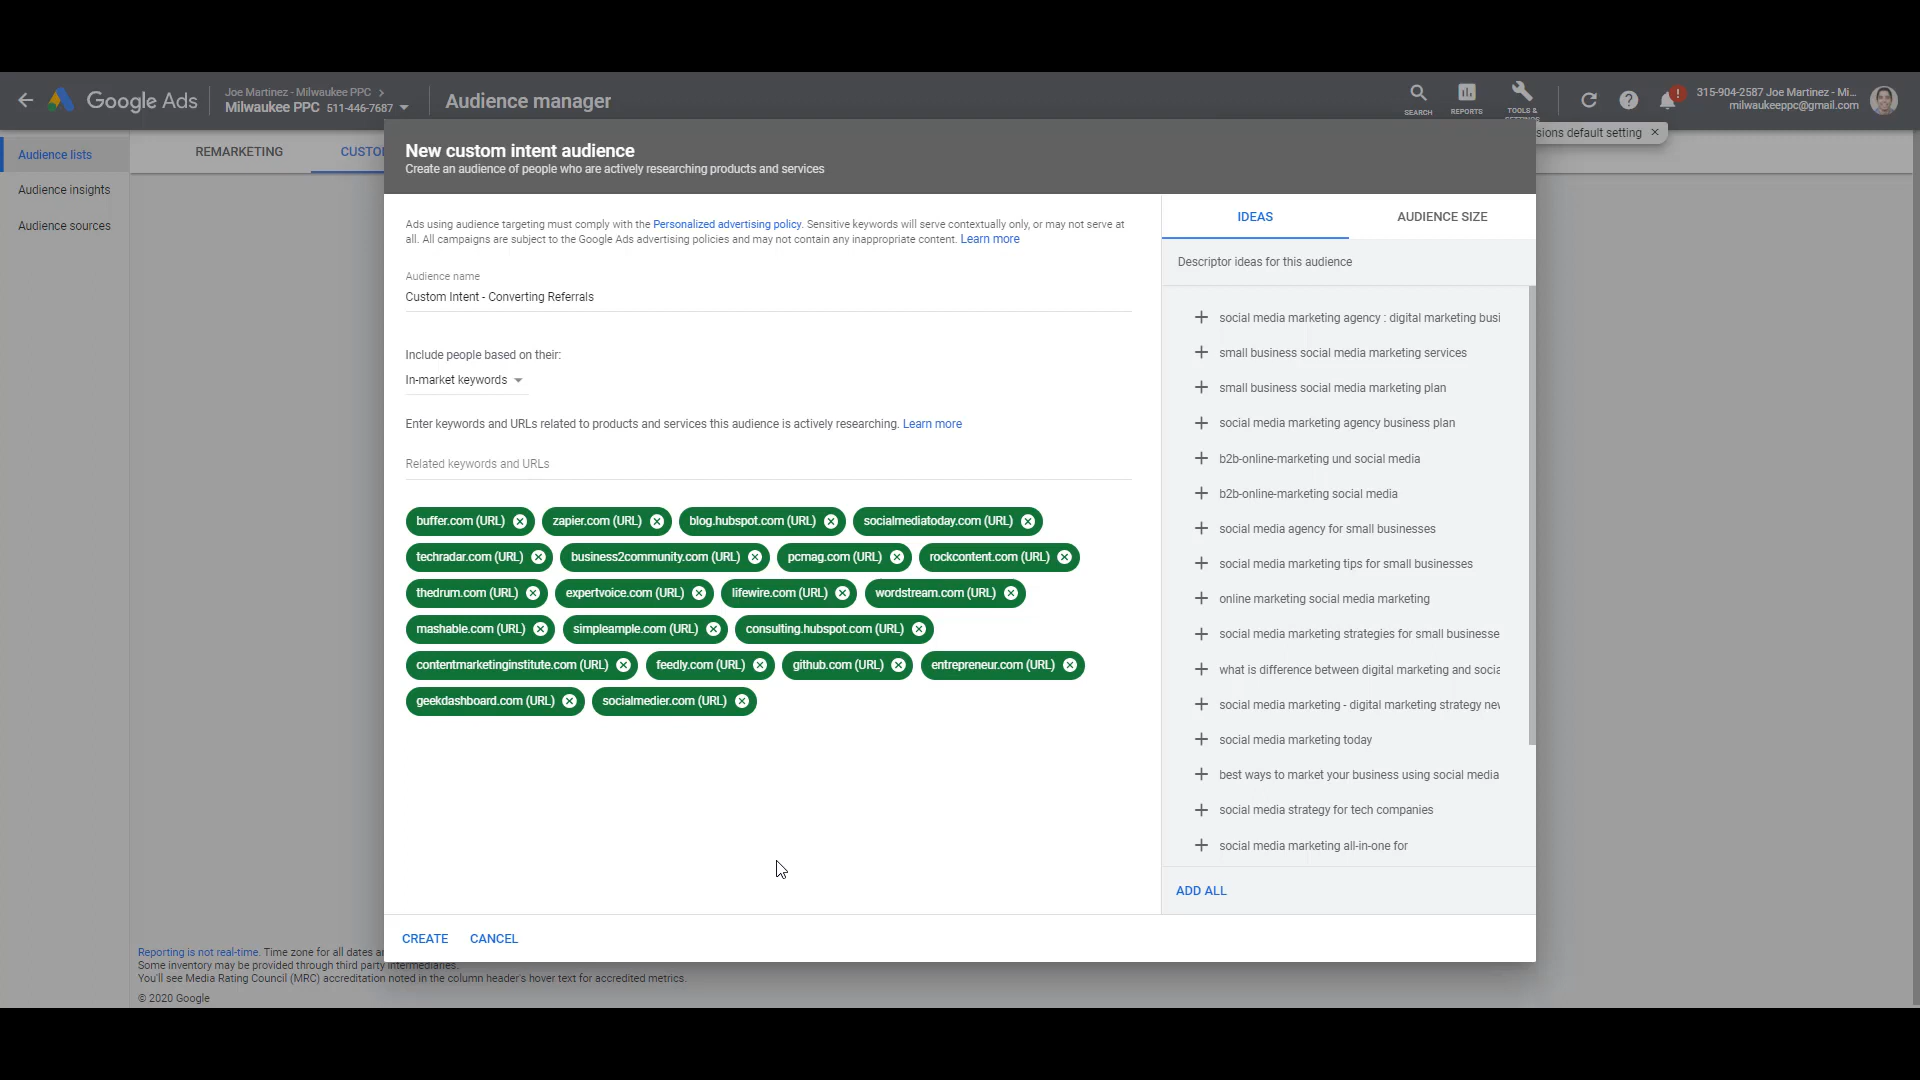 Google Ads
Joe Martinez - Milwaukee PPC >
Milwaukee PPC 511-446-7687
Audience manager
SEARCH
REPORTS
TOOLS &
315-904-2587 Joe Martinez - Mi...
milwaukeeppc@gmail.com
sions default setting
Audience lists
Audience insights
Audience sources
REMARKETING
CUSTO
New custom intent audience
Create an audience of people who are actively researching products and services
Ads using audience targeting must comply with the Personalized advertising policy. Sensitive keywords will serve contextually only, or may not serve at
all. All campaigns are subject to the Google Ads advertising policies and may not contain any inappropriate content. Learn more
Audience name
Custom Intent - Converting Referrals
Include people based on their:
In-market keywords
Enter keywords and URLs related to products and services this audience is actively researching. Learn more
Related keywords and URLs
buffer.com (URL) zapier.com (URL) blog.hubspot.com (URL) socialmediatoday.com (URL)
techradar.com (URL) business2community.com (URL) pcmag.com (URL) rockcontent.com (URL)
thedrum.com (URL) expertvoice.com (URL) lifewire.com (URL) wordstream.com (URL)
mashable.com (URL) simpleample.com (URL) consulting.hubspot.com (URL)
contentmarketinginstitute.com (URL) feedly.com (URL) github.com (URL) entrepreneur.com (URL)
geekdashboard.com (URL) socialmedier.com (URL)
CREATE CANCEL
IDEAS
AUDIENCE SIZE
Descriptor ideas for this audience
social media marketing agency : digital marketing busi
small business social media marketing services
small business social media marketing plan
social media marketing agency business plan
b2b-online-marketing und social media
b2b-online-marketing social media
social media agency for small businesses
social media marketing tips for small businesses
online marketing social media marketing
social media marketing strategies for small businesse
what is difference between digital marketing and socia
social media marketing - digital marketing strategy nev
social media marketing today
best ways to market your business using social media
social media strategy for tech companies
social media marketing all-in-one for
ADD ALL
Reporting is not real-time. Time zone for all dates a
Some inventory may be provided through third party intermediaries.
You'll see Media Rating Council (MRC) accreditation noted in the column header's hover text for accredited metrics.
© 2020 Google